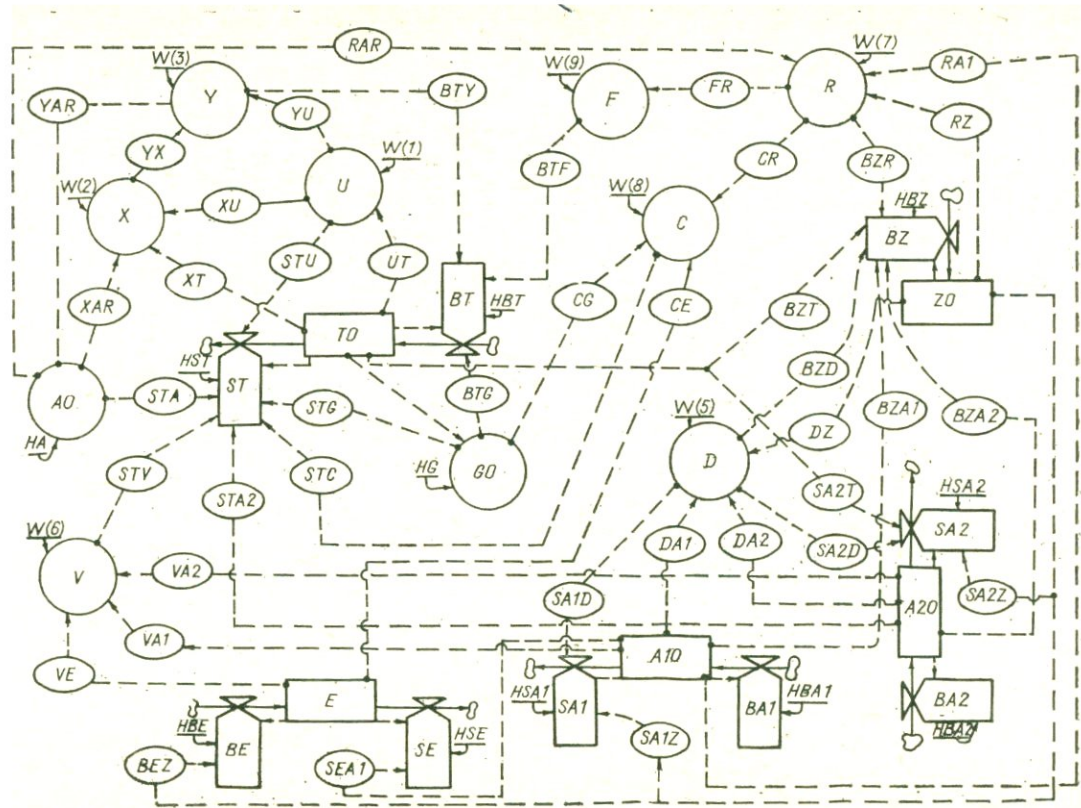 RAR
W(3)
W(9)
W(7)
RA1
YAR
Y
BTY
F
FR
R
YU
RZ
YX
BTF
CR
BZR
W(1)
W(2)
U
W(8)
X
XU
C
HBZ
BZ
STU
UT
XT
BT
HBT
CG
CE
BZT
ZO
XAR
TO
HST
ST
BZD
AO
STA
STG
BTG
W(5)
BZA1
BZA2
DZ
HA
HG
GO
D
STV
STA2
STC
SA2T
HSA2
W(6)
DA1
DA2
SA2D
SA2
V
VA2
SA1D
A2O
SA2Z
VA1
VE
A1O
E
HSA1
SA1
HBA1
BA1
BA2
HBA2
HBE
BE
HSE
SE
SA1Z
BEZ
SEA1